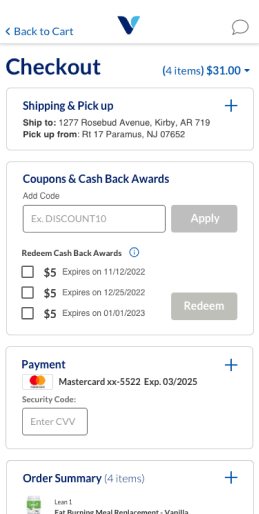 Back to Cart
Checkout
(4 items) $31.00
Shipping & Pick up
Ship to: 1277 Rosebud Avenue, Kirby, AR 719
Pick up from: Rt 17 Paramus, NJ 07652
Coupons & Cash Back Awards
Add Code
Ex. DISCOUNT10
Apply
Redeem Cash Back Awards
$5 Expires on 11/12/2022
$5 Expires on 12/25/2022
$5 Expires on 01/01/2023
Redeem
Payment
Mastercard xx-5522 Exp. 03/2025
Security Code:
Enter CVV
Order Summary (4 items)
Lean 1
Fat Burning Meal Replacement - Vanilla